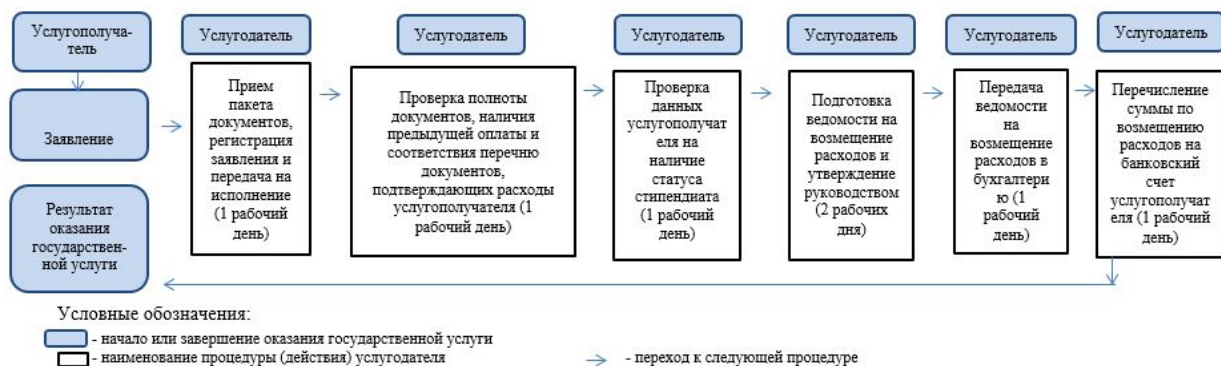 Услугополуча-
тель
Заявление
Результат
оказания
государствен-
ной услуги
Услугодатель
Прием
пакета
документов,
регистрация
заявления и
передача на
исполнение
(1 рабочий
день)
Услугодатель
Проверка полноты
документов, наличия
предыдущей оплаты и
соответствия перечню
документов,
подтверждающих расходы
услугополучателя (1
рабочий день)
Услугодатель
Проверка
данных
услугополучат
еля на
наличие
статуса
стипендиата
(1 рабочий
день)
Услугодатель
Подготовка
ведомости на
возмещение
расходов и
утверждение
руководством
(2 рабочих
дня)
Услугодатель
Передача
ведомости
на
возмещение
расходов в
бухгалтери
ю (1
рабочий
день)
Услугодатель
Перечисление
суммы по
возмещению
расходов на
банковский
счет
услугополучат
еля (1 рабочий
день)
Условные обозначения:
- начало или завершение оказания государственной услуги
- наименование процедуры (действия) услугодателя
- переход к следующей процедуре